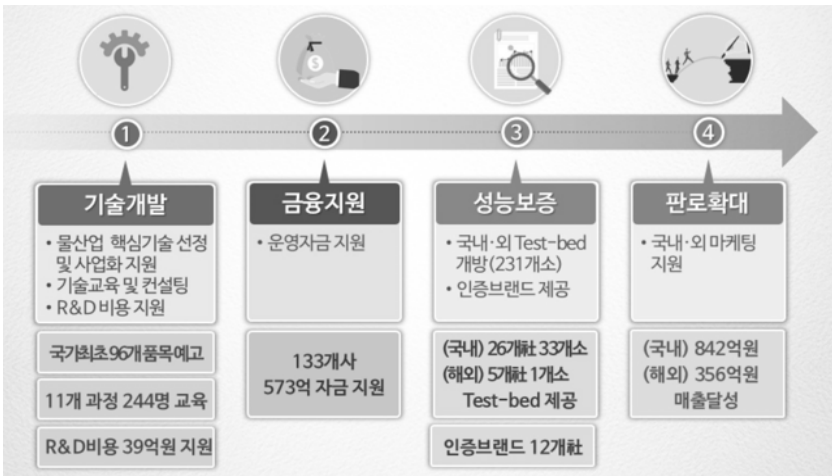 1
2
3
4
기술개발
• 물산업 핵심기술 선정
및 사업화 지원
• 기술교육 및 컨설팅
• R&D 비용 지원
국가최초 96개 품목예고
11개 과정 244명 교육
R&D비용 39억원 지원
금융지원
• 운영자금 지원
133개사
573억 자금 지원
성능보증
• 국내·외 Test-bed
개방(231개소)
• 인증브랜드 제공
(국내) 26개社 33개소
(해외) 5개社 1개소
Test-bed 제공
인증브랜드 12개社
판로확대
• 국내·외 마케팅
지원
(국내) 842억원
(해외) 356억원
매출달성